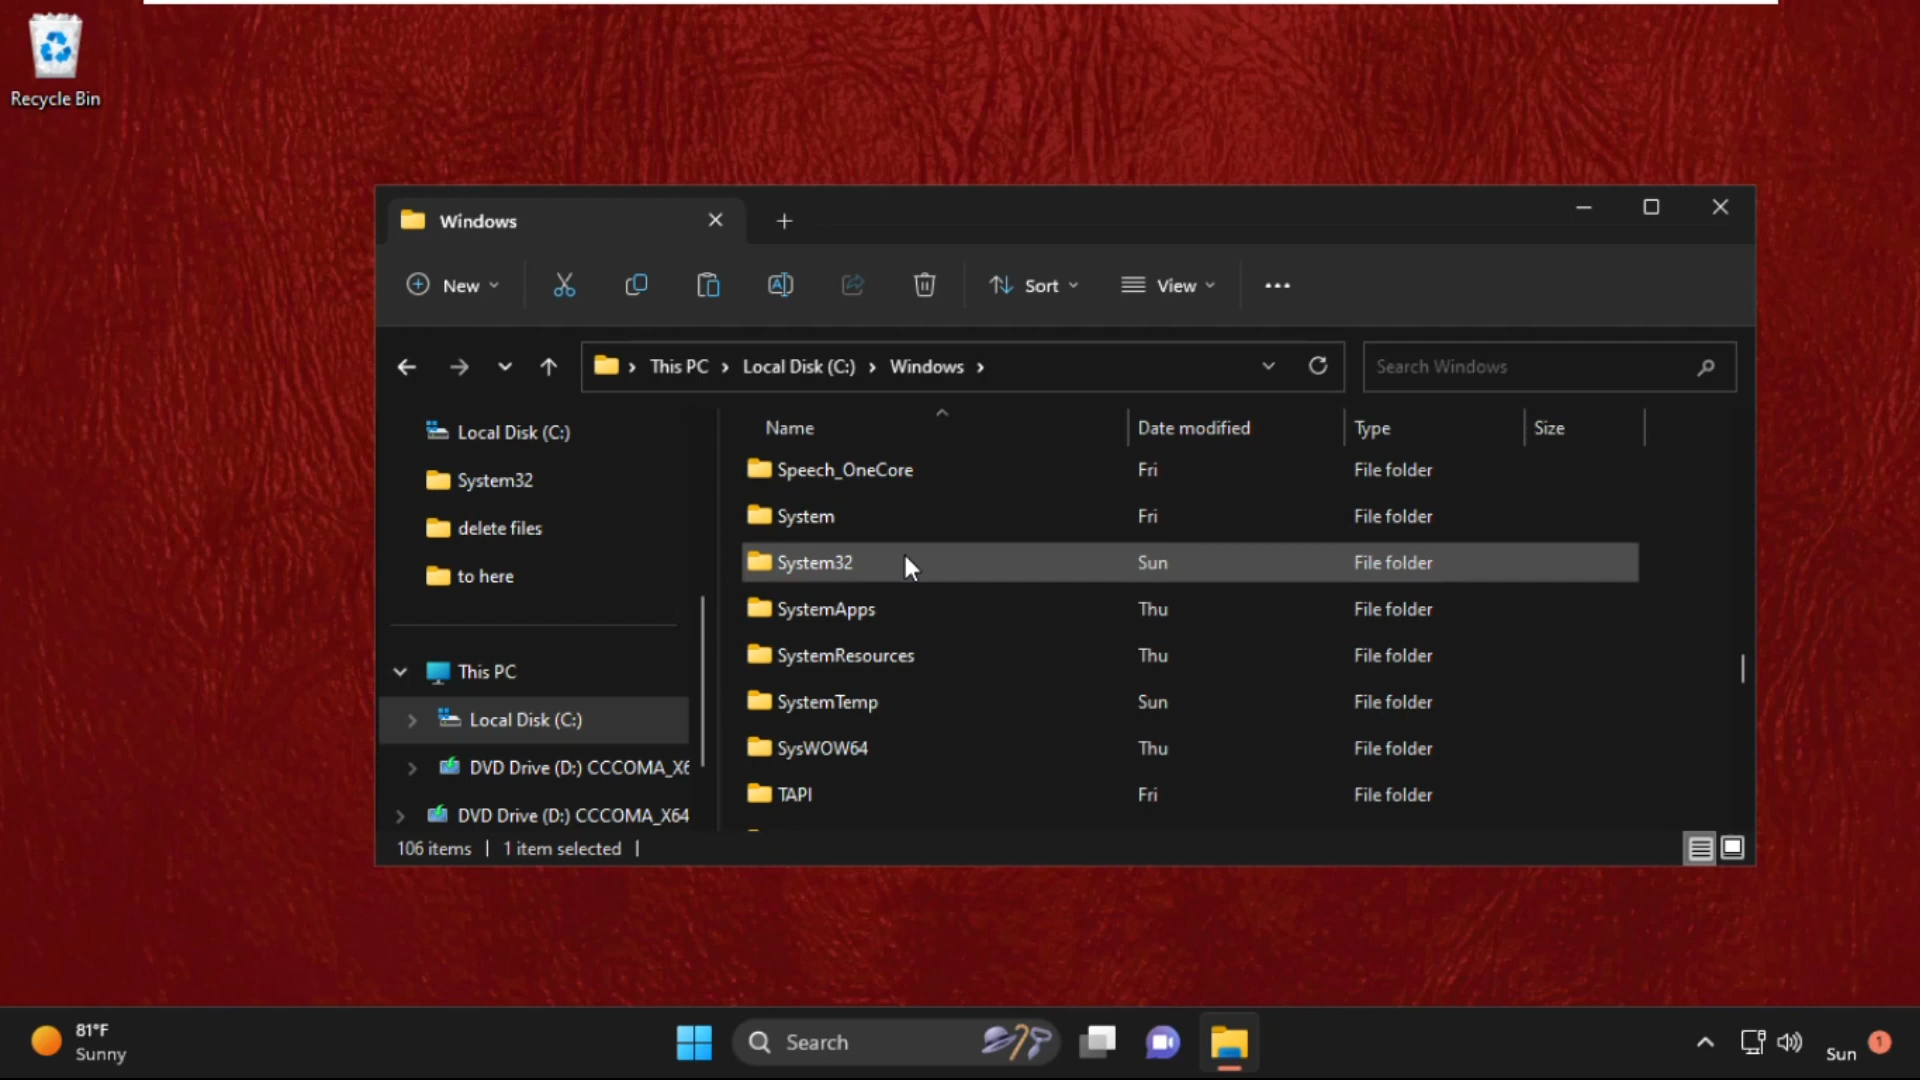 Recycle Bin
Windows
New
Sort
View
This PC
Local Disk (C:)
Windows
Search Windows
Local Disk (C:)
System32
delete files
to here
This PC
Local Disk (C:)
DVD Drive (D:) CCCOMA_X6
DVD Drive (D:) CCCOMA_X64
Name Date modified Type Size
Speech_OneCore Fri File folder
System Fri File folder
System32 Sun File folder
SystemApps Thu File folder
SystemResources Thu File folder
SystemTemp Sun File folder
SysWOW64 Thu File folder
TAPI Fri File folder
106 items | 1 item selected |
81°F
Sunny
Search
Sun 1